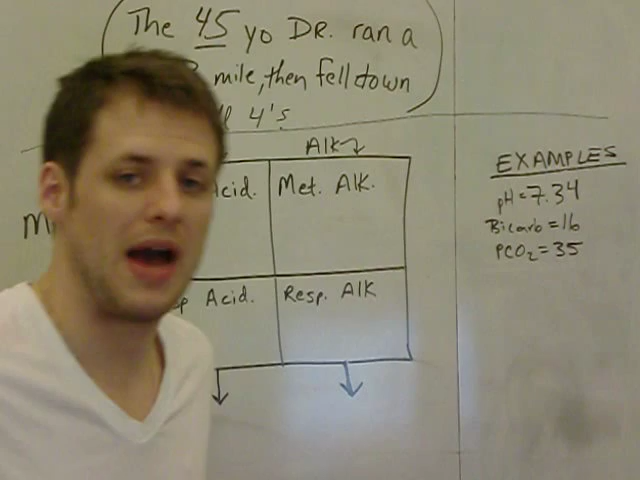 The 45 yo DR. ran a
mile, then fell down
4's
Alk
Acid. Met. Alk.
Acid. Resp. Alk
EXAMPLES
pH=7.34
Bicarb=16
PCO2=35